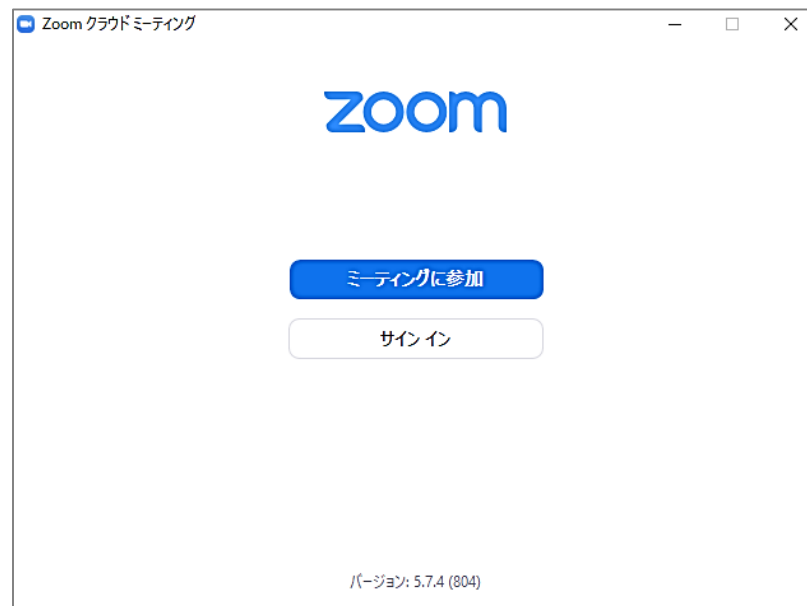 Zoom クラウド ミーティング
zoom
ミーティングに参加
サイン イン
バージョン: 5.7.4 (804)